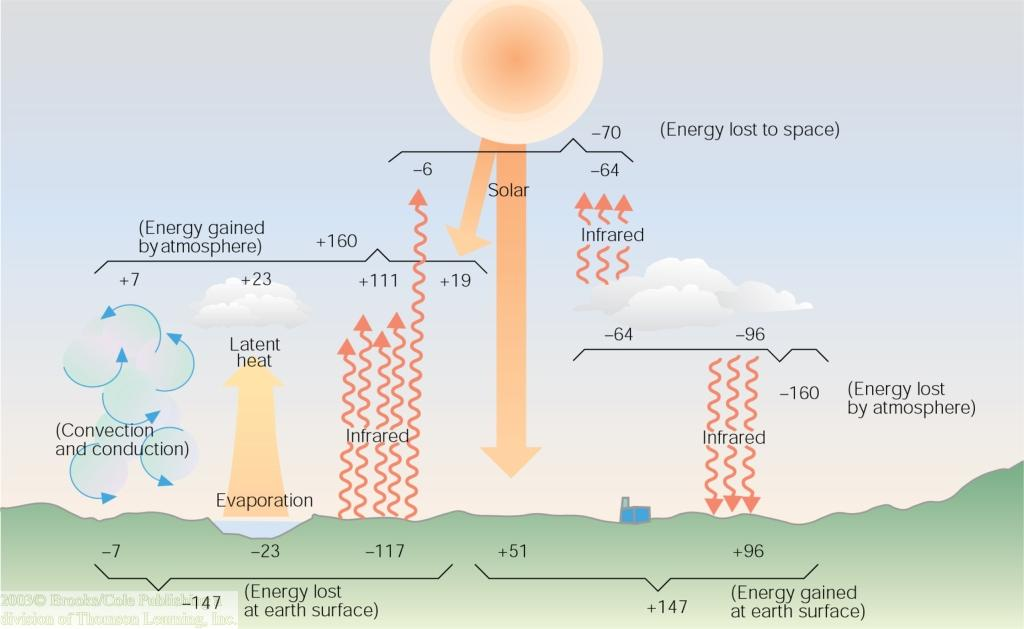 –70 (Energy lost to space)
–6
–64
Solar
(Energy gained
by atmosphere)
+160
Infrared
+7
+23
+111
+19
Latent
heat
–64
–96
–160
(Energy lost
by atmosphere)
(Convection
and conduction)
Infrared
Infrared
Evaporation
–7
–23
–117
+51
+96
–147
(Energy lost
at earth surface)
+147
(Energy gained
at earth surface)
2003© Brooks/Cole
division of Thomson Learning, Inc.